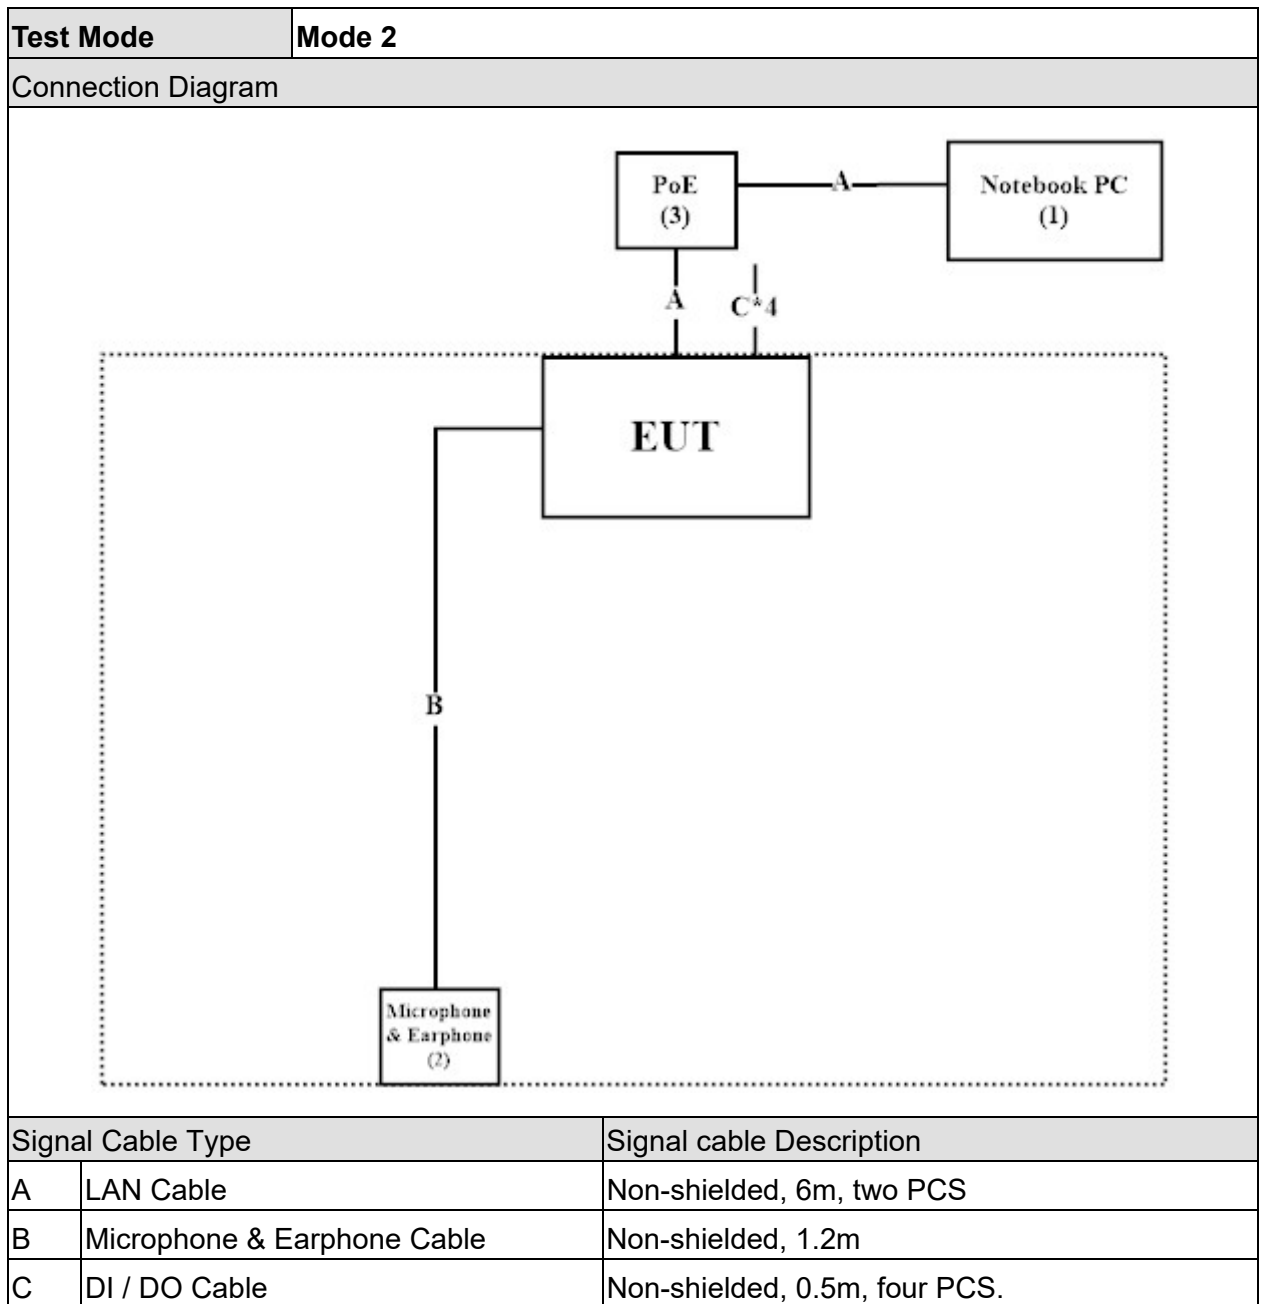 Test Mode Mode 2
Connection Diagram
PoE
(3)
A
Notebook PC
(1)
A
C*4
EUT
B
Microphone
& Earphone
(2)
Signal Cable Type Signal cable Description
A LAN Cable Non-shielded, 6m, two PCS
B Microphone & Earphone Cable Non-shielded, 1.2m
C DI / DO Cable Non-shielded, 0.5m, four PCS.